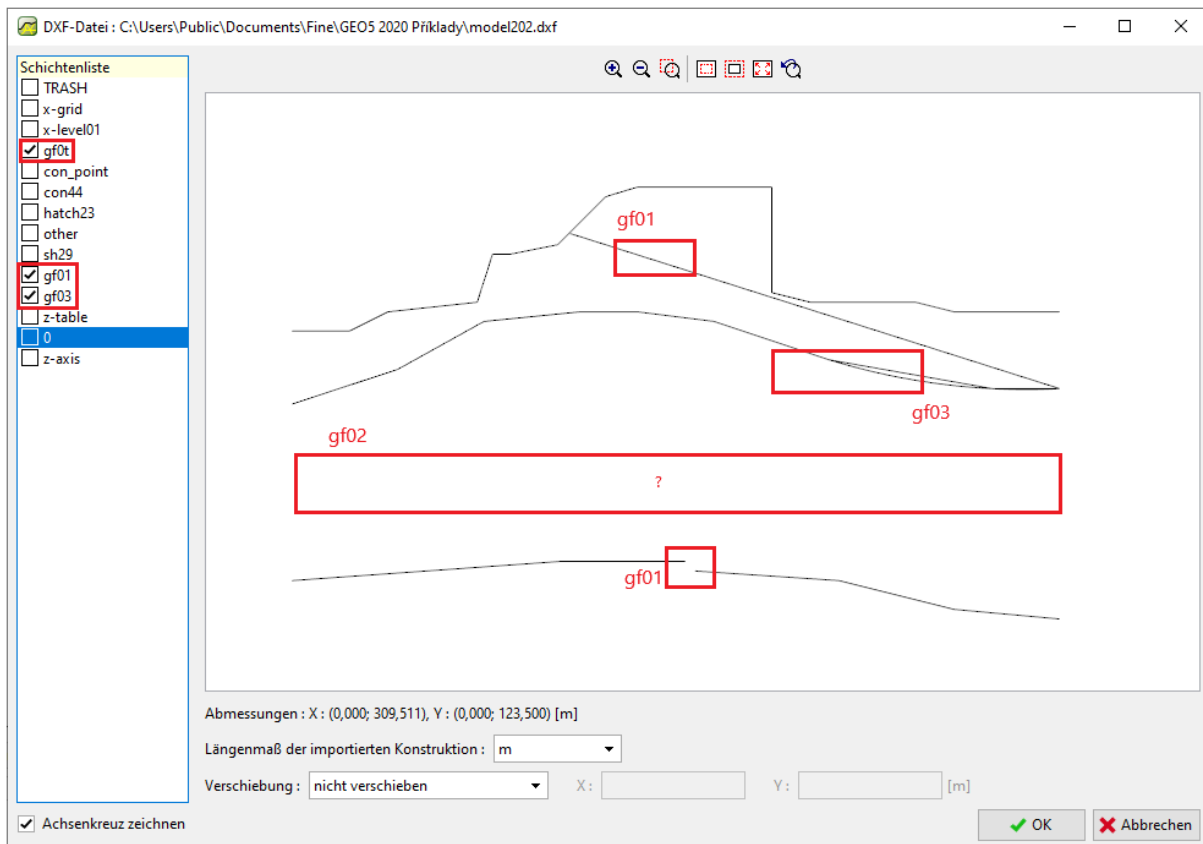 DXF-Datei : C:\Users\Public\Documents\Fine\GEO5 2020 Příklady\model202.dxf
Schichtenliste
TRASH
x-grid
x-level01
gf0t
con_point
con44
hatch23
other
sh29
gf01
gf03
z-table
0
z-axis
gf01
gf03
gf02
?
gf01
Abmessungen : X : (0,000; 309,511), Y : (0,000; 123,500) [m]
Längenmaß der importierten Konstruktion : m
Verschiebung : nicht verschieben X : Y : [m]
Achsenkreuz zeichnen
OK Abbrechen